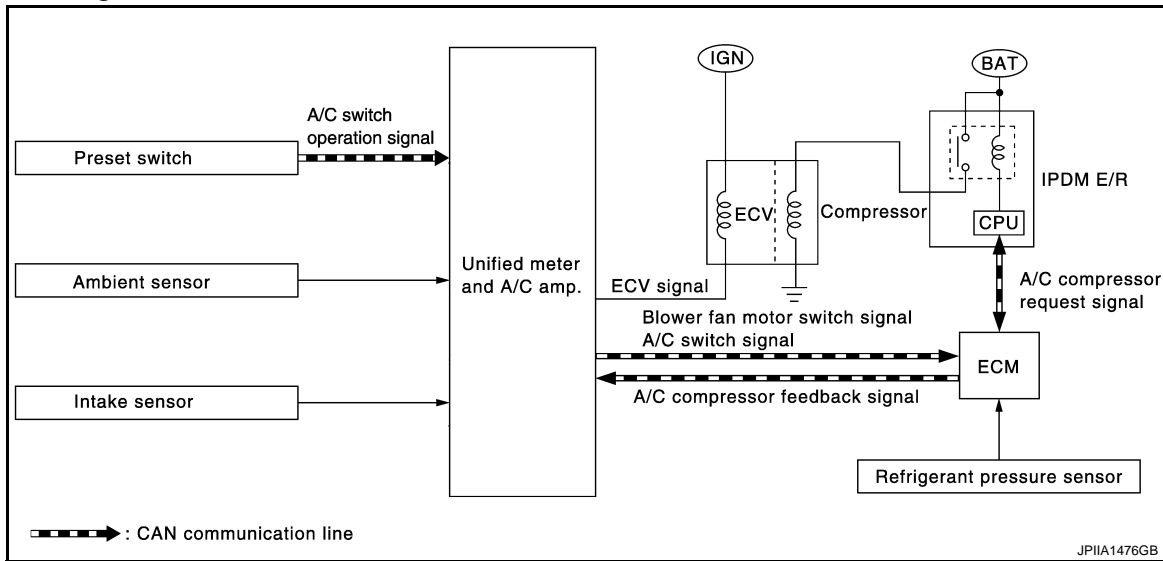 IGN
BAT
A/C switch
operation signal
Preset switch
IPDM E/R
ECV
Compressor
CPU
Ambient sensor
Unified meter
and A/C amp.
ECV signal
A/C compressor
request signal
Blower fan motor switch signal
A/C switch signal
ECM
Intake sensor
A/C compressor feedback signal
Refrigerant pressure sensor
: CAN communication line
JPIIA1476GB